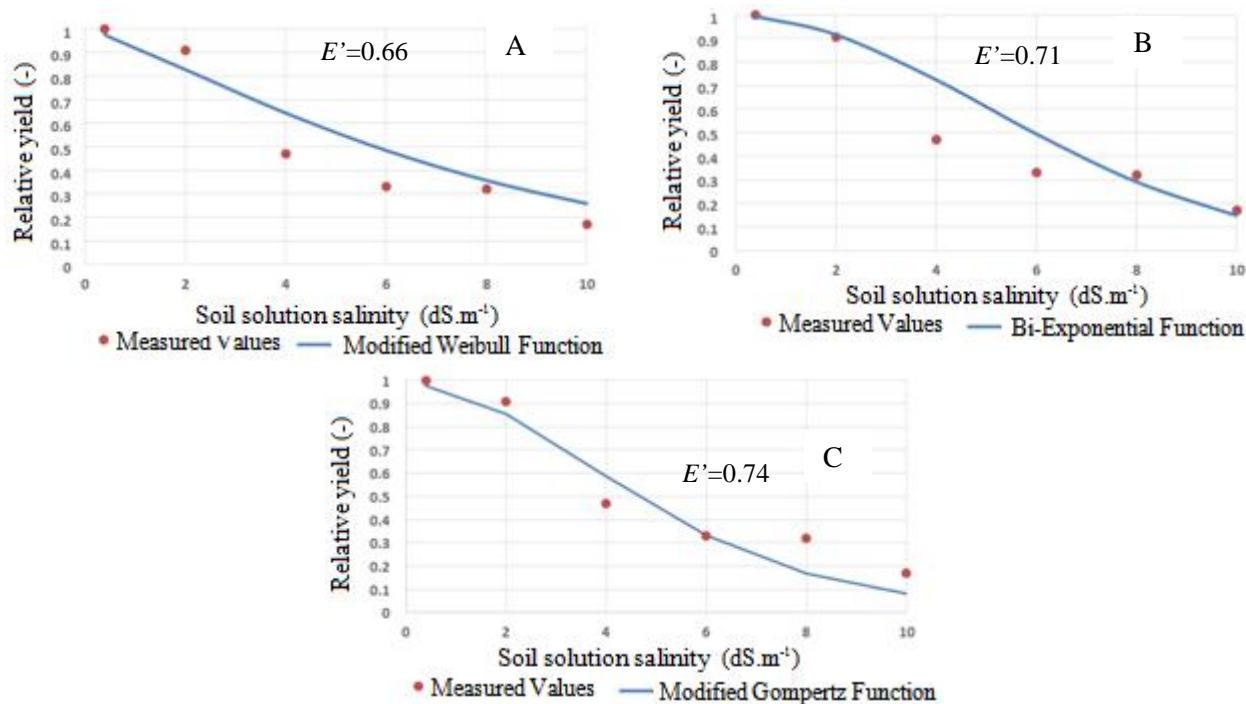 A
E’=0.66
Relative yield (-)
1
0.9
0.8
0.7
0.6
0.5
0.4
0.3
0.2
0.1
0
0 2 4 6 8 10
Soil solution salinity (dS.m-1)
Measured Values Modified Weibull Function
B
E’=0.71
Relative yield (-)
1
0.9
0.8
0.7
0.6
0.5
0.4
0.3
0.2
0.1
0
0 2 4 6 8 10
Soil solution salinity (dS.m-1)
Measured Values Bi-Exponential Function
C
E’=0.74
Relative yield (-)
1
0.9
0.8
0.7
0.6
0.5
0.4
0.3
0.2
0.1
0
0 2 4 6 8 10
Soil solution salinity (dS.m-1)
Measured Values Modified Gompertz Function